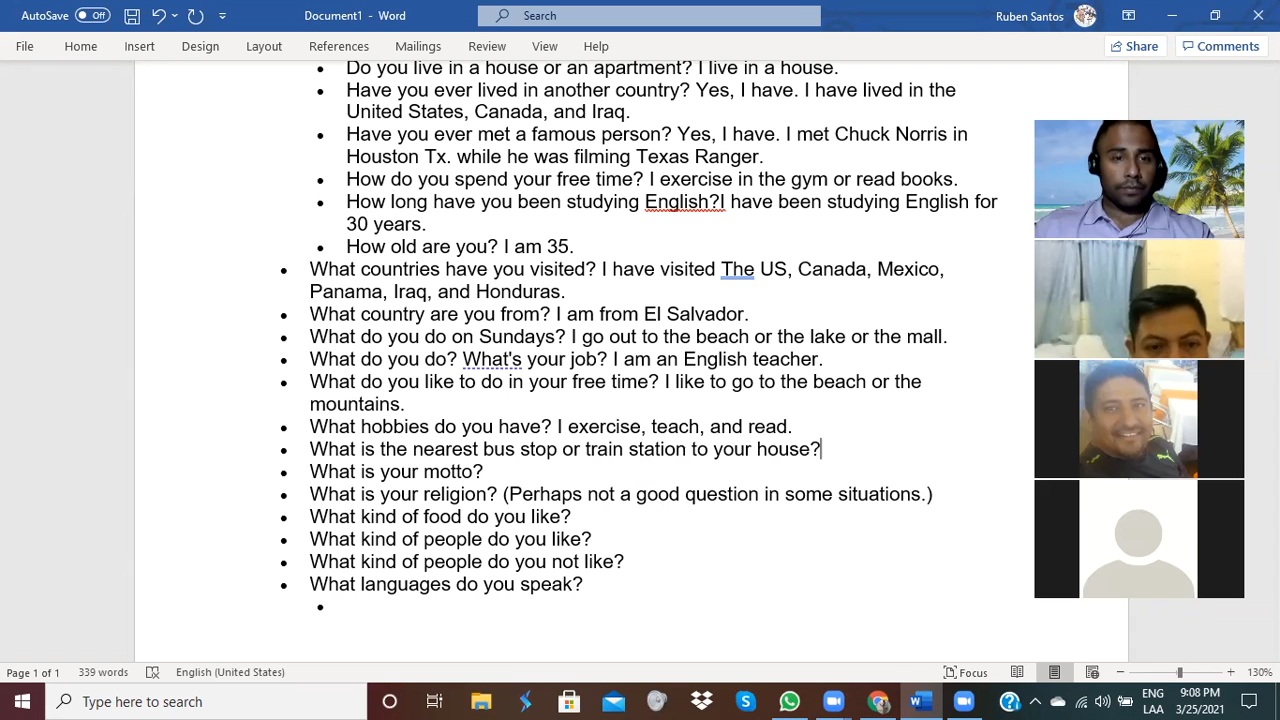 AutoSave Off Document1 - Word Search Ruben Santos
File Home Insert Design Layout References Mailings Review View Help Share Comments
• Do you live in a house or an apartment? I live in a house.
• Have you ever lived in another country? Yes, I have. I have lived in the
United States, Canada, and Iraq.
• Have you ever met a famous person? Yes, I have. I met Chuck Norris in
Houston Tx. while he was filming Texas Ranger.
• How do you spend your free time? I exercise in the gym or read books.
• How long have you been studying English?I have been studying English for
30 years.
• How old are you? I am 35.
• What countries have you visited? I have visited The US, Canada, Mexico,
Panama, Iraq, and Honduras.
• What country are you from? I am from El Salvador.
• What do you do on Sundays? I go out to the beach or the lake or the mall.
• What do you do? What's your job? I am an English teacher.
• What do you like to do in your free time? I like to go to the beach or the
mountains.
• What hobbies do you have? I exercise, teach, and read.
• What is the nearest bus stop or train station to your house?
• What is your motto?
• What is your religion? (Perhaps not a good question in some situations.)
• What kind of food do you like?
• What kind of people do you like?
• What kind of people do you not like?
• What languages do you speak?
•
Page 1 of 1 339 words English (United States) Focus 130%
Type here to search ENG LAA 9:08 PM 3/25/2021